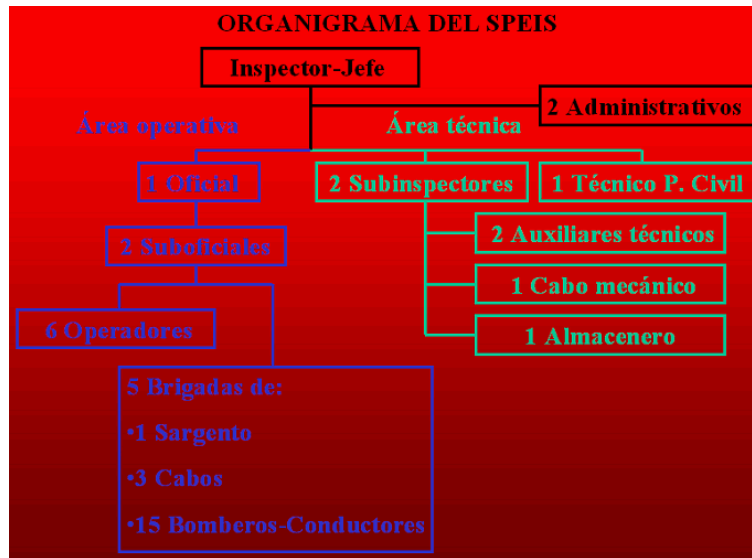 ORGANIGRAMA DEL SPEIS
Inspector-Jefe
2 Administrativos
Área operativa
Área técnica
1 Oficial
2 Subinspectores
1 Técnico P. Civil
2 Suboficiales
2 Auxiliares técnicos
1 Cabo mecánico
6 Operadores
1 Almacenero
5 Brigadas de:
•1 Sargento
•3 Cabos
•15 Bomberos-Conductores